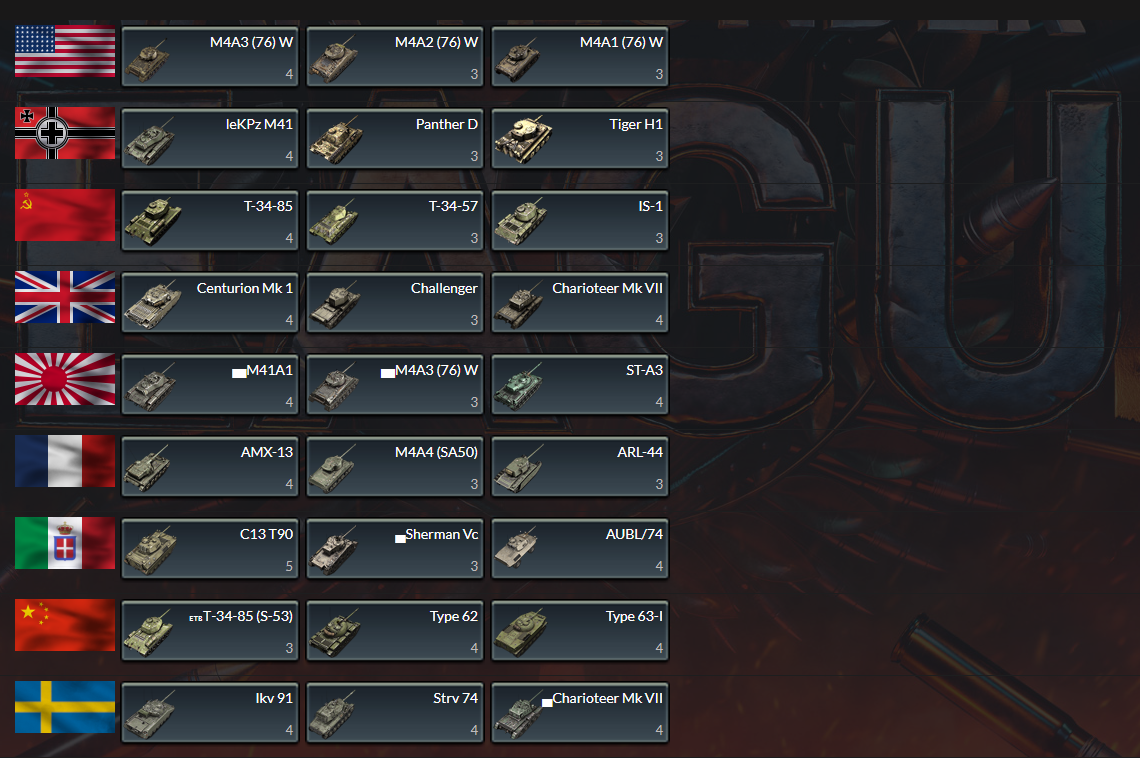 M4A3 (76) W
4
M4A2 (76) W
3
M4A1 (76) W
3
leKPz M41
4
Panther D
3
Tiger H1
3
T-34-85
4
T-34-57
3
IS-1
3
Centurion Mk 1
4
Challenger
3
Charioteer Mk VII
4
M41A1
4
M4A3 (76) W
3
ST-A3
4
AMX-13
4
M4A4 (SA50)
3
ARL-44
3
C13 T90
5
Sherman Vc
3
AUBL/74
4
T-34-85 (S-53)
3
Type 62
4
Type 63-I
4
Ikv 91
4
Strv 74
4
Charioteer Mk VII
4
GU